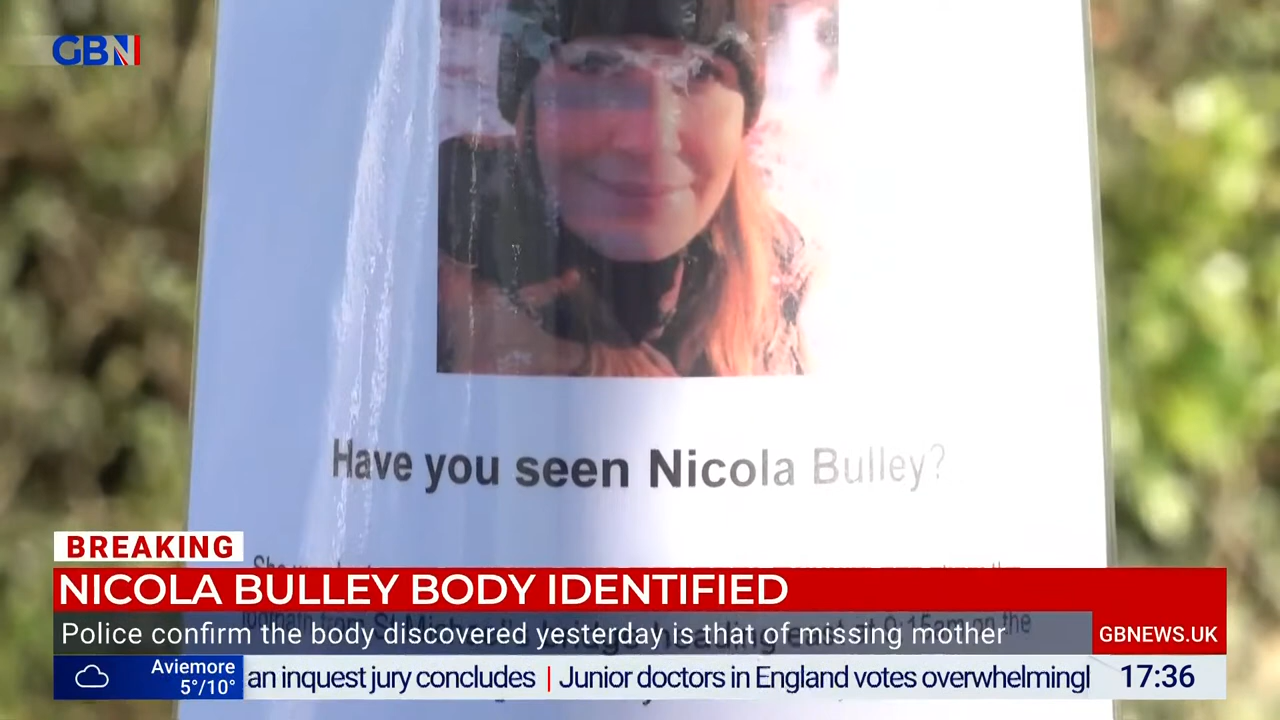 GBN
Have you seen Nicola Bulley?
BREAKING
NICOLA BULLEY BODY IDENTIFIED
Police confirm the body discovered yesterday is that of missing mother
GBNEWS.UK
Aviemore
5°/10°
an inquest jury concludes | Junior doctors in England votes overwhelmingl
17:36